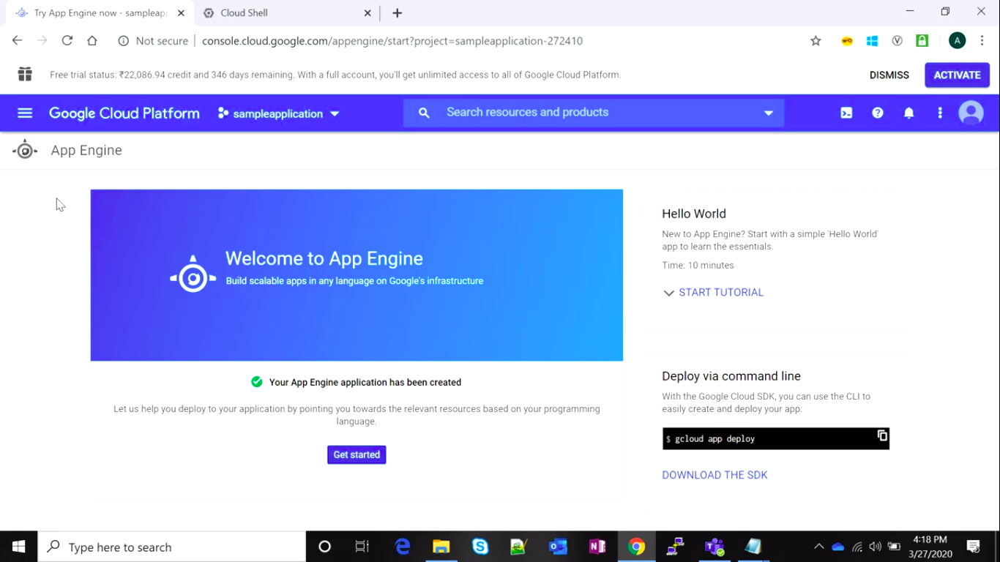 Try App Engine now - sampleapp
Cloud Shell
Not secure
console.cloud.google.com/appengine/start?project=sampleapplication-272410
A
Free trial status: ₹22,086.94 credit and 346 days remaining. With a full account, you'll get unlimited access to all of Google Cloud Platform.
DISMISS
ACTIVATE
Google Cloud Platform
sampleapplication
Search resources and products
App Engine
Welcome to App Engine
Build scalable apps in any language on Google's infrastructure
Your App Engine application has been created
Let us help you deploy to your application by pointing you towards the relevant resources based on your programming
language.
Get started
Hello World
New to App Engine? Start with a simple 'Hello World'
app to learn the essentials.
Time: 10 minutes
START TUTORIAL
Deploy via command line
With the Google Cloud SDK, you can use the CLI to
easily create and deploy your app:
$ gcloud app deploy
DOWNLOAD THE SDK
Type here to search
4:18 PM
3/27/2020